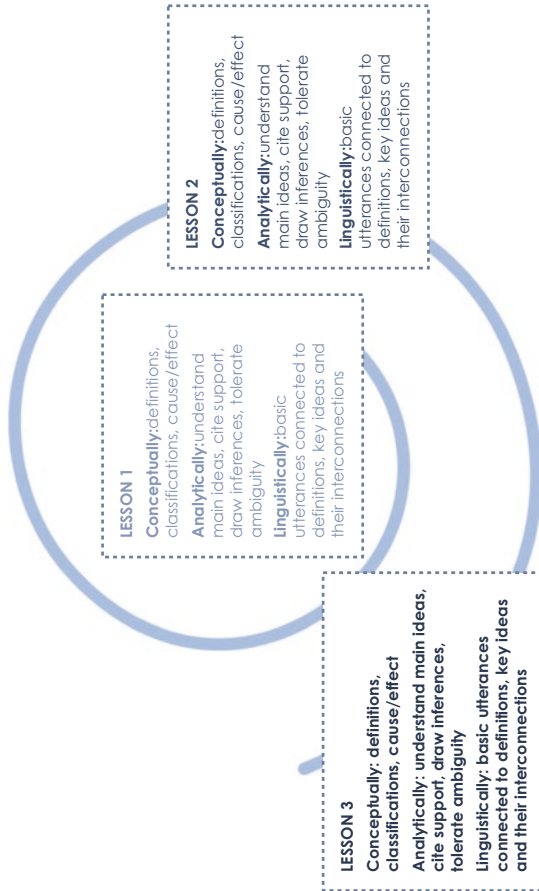 LESSON 1
Conceptually:definitions,
classifications, cause/effect
Analytically:understand
main ideas, cite support,
draw inferences, tolerate
ambiguity
Linguistically:basic
utterances connected to
definitions, key ideas and
their interconnections
LESSON 2
Conceptually:definitions,
classifications, cause/effect
Analytically:understand
main ideas, cite support,
draw inferences, tolerate
ambiguity
Linguistically:basic
utterances connected to
definitions, key ideas and
their interconnections
LESSON 3
Conceptually: definitions,
classifications, cause/effect
Analytically: understand main ideas,
cite support, draw inferences,
tolerate ambiguity
Linguistically: basic utterances
connected to definitions, key ideas
and their interconnections